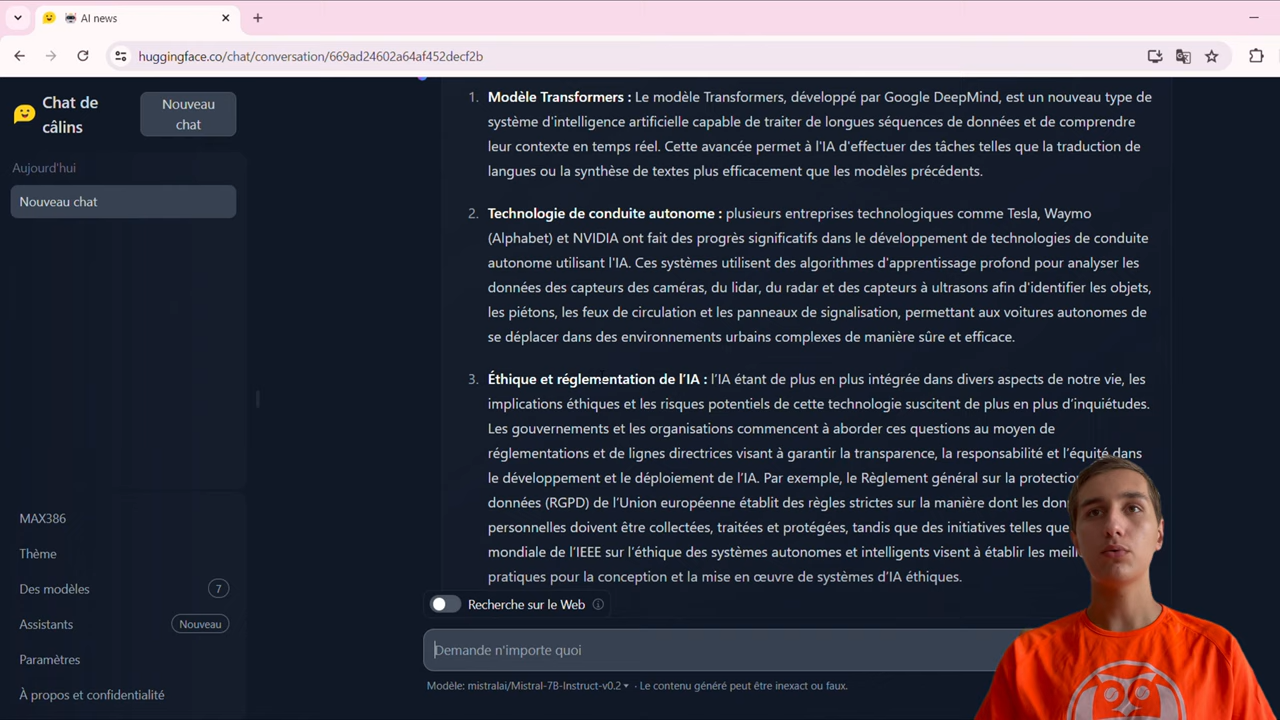 AI news
huggingface.co/chat/conversation/669ad24602a64af452decf2b
Chat de
câlins
Nouveau
chat
Aujourd'hui
Nouveau chat
MAX386
Thème
Des modèles
7
Assistants
Nouveau
Paramètres
À propos et confidentialité
1. Modèle Transformers : Le modèle Transformers, développé par Google DeepMind, est un nouveau type de
système d'intelligence artificielle capable de traiter de longues séquences de données et de comprendre
leur contexte en temps réel. Cette avancée permet à l'IA d'effectuer des tâches telles que la traduction de
langues ou la synthèse de textes plus efficacement que les modèles précédents.
2. Technologie de conduite autonome : plusieurs entreprises technologiques comme Tesla, Waymo
(Alphabet) et NVIDIA ont fait des progrès significatifs dans le développement de technologies de conduite
autonome utilisant l'IA. Ces systèmes utilisent des algorithmes d'apprentissage profond pour analyser les
données des capteurs des caméras, du lidar, du radar et des capteurs à ultrasons afin d'identifier les objets,
les piétons, les feux de circulation et les panneaux de signalisation, permettant aux voitures autonomes de
se déplacer dans des environnements urbains complexes de manière sûre et efficace.
3. Éthique et réglementation de l’IA : l’IA étant de plus en plus intégrée dans divers aspects de notre vie, les
implications éthiques et les risques potentiels de cette technologie suscitent de plus en plus d’inquiétudes.
Les gouvernements et les organisations commencent à aborder ces questions au moyen de
réglementations et de lignes directrices visant à garantir la transparence, la responsabilité et l’équité dans
le développement et le déploiement de l’IA. Par exemple, le Règlement général sur la
données (RGPD) de l’Union européenne établit des règles strictes sur la manière dont les
personnelles doivent être collectées, traitées et protégées, tandis que des initiatives telles que
mondiale de l’IEEE sur l’éthique des systèmes autonomes et intelligents visent à établir les
pratiques pour la conception et la mise en œuvre de systèmes d’IA éthiques.
Recherche sur le Web
Demande n'importe quoi
Modèle: mistralai/Mistral-7B-Instruct-v0.2 · Le contenu généré peut être inexact ou faux.